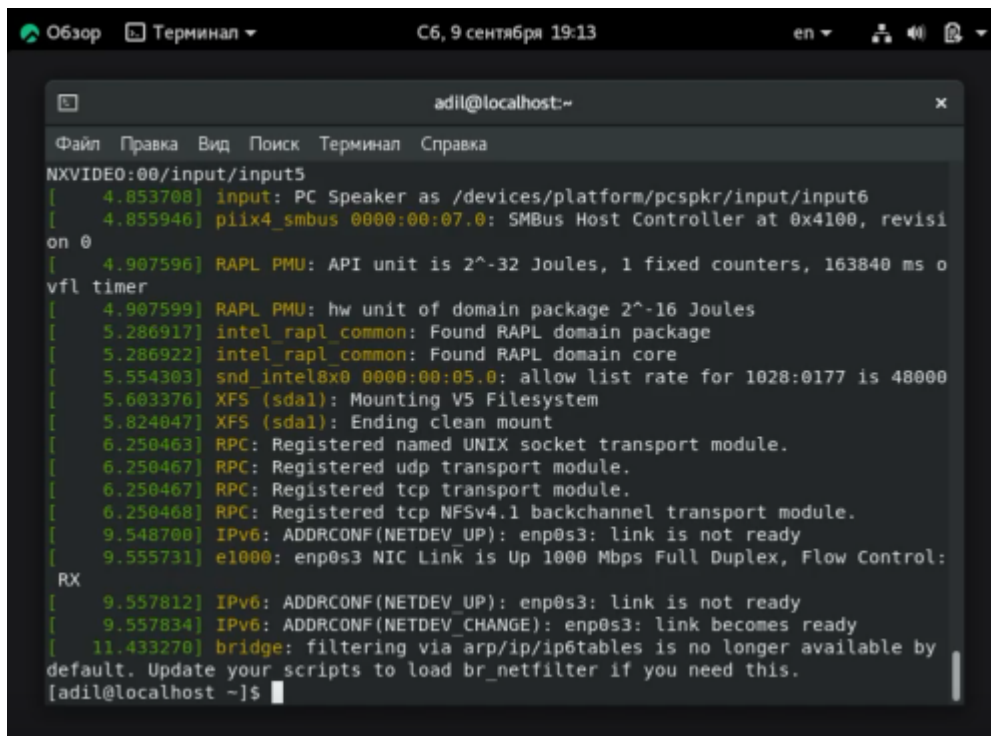 Обзор Терминал Сб, 9 сентября 19:13 en
adil@localhost:~ ×
Файл Правка Вид Поиск Терминал Справка
NXVIDEO:00/input/input5
[    4.853708] input: PC Speaker as /devices/platform/pcspkr/input/input6
[    4.855946] piix4_smbus 0000:00:07.0: SMBus Host Controller at 0x4100, revisi
on 0
[    4.907596] RAPL PMU: API unit is 2^-32 Joules, 1 fixed counters, 163840 ms o
vfl timer
[    4.907599] RAPL PMU: hw unit of domain package 2^-16 Joules
[    5.286917] intel_rapl_common: Found RAPL domain package
[    5.286922] intel_rapl_common: Found RAPL domain core
[    5.554303] snd_intel8x0 0000:00:05.0: allow list rate for 1028:0177 is 48000
[    5.603376] XFS (sda1): Mounting V5 Filesystem
[    5.824047] XFS (sda1): Ending clean mount
[    6.250463] RPC: Registered named UNIX socket transport module.
[    6.250467] RPC: Registered udp transport module.
[    6.250467] RPC: Registered tcp transport module.
[    6.250468] RPC: Registered tcp NFSv4.1 backchannel transport module.
[    9.548700] IPv6: ADDRCONF(NETDEV_UP): enp0s3: link is not ready
[    9.555731] e1000: enp0s3 NIC Link is Up 1000 Mbps Full Duplex, Flow Control:
 RX
[    9.557812] IPv6: ADDRCONF(NETDEV_UP): enp0s3: link is not ready
[    9.557834] IPv6: ADDRCONF(NETDEV_CHANGE): enp0s3: link becomes ready
[   11.433270] bridge: filtering via arp/ip/ip6tables is no longer available by
default. Update your scripts to load br_netfilter if you need this.
[adil@localhost ~]$